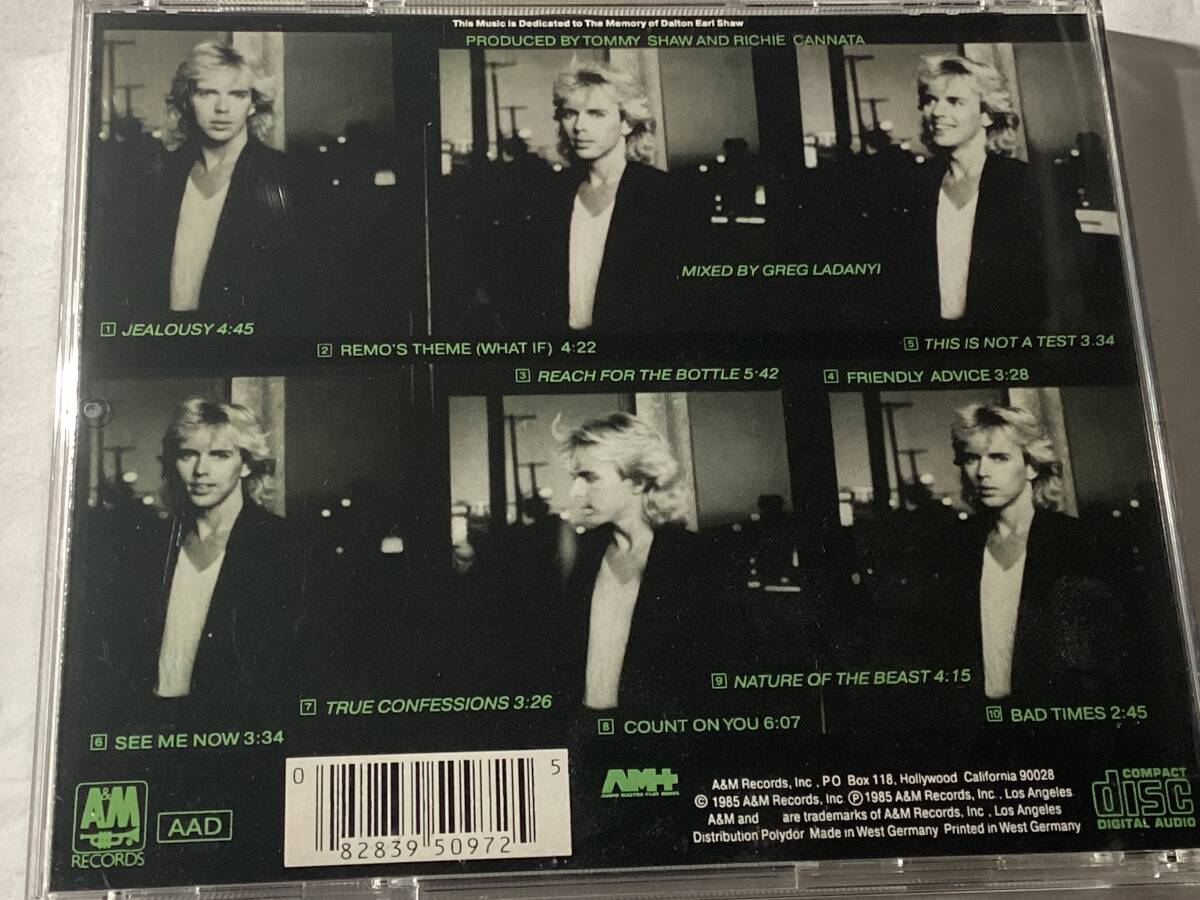 This Music is Dedicated to The Memory of Dalton Earl Shaw
PRODUCED BY TOMMY SHAW AND RICHIE CANNATA
MIXED BY GREG LADANYI
1 JEALOUSY 4:45
2 REMO'S THEME (WHAT IF) 4:22
3 REACH FOR THE BOTTLE 5:42
4 FRIENDLY ADVICE 3:28
5 THIS IS NOT A TEST 3.34
6 SEE ME NOW 3:34
7 TRUE CONFESSIONS 3:26
8 COUNT ON YOU 6:07
9 NATURE OF THE BEAST 4:15
10 BAD TIMES 2:45
A&M
RECORDS
AAD
0 82839 50972 5
AM+
A&M Records, Inc., PO Box 118, Hollywood California 90028
© 1985 A&M Records, Inc ℗ 1985 A&M Records, Inc., Los Angeles
A&M and are trademarks of A&M Records, Inc., Los Angeles
Distribution Polydor Made in West Germany Printed in West Germany
COMPACT
disc
DIGITAL AUDIO